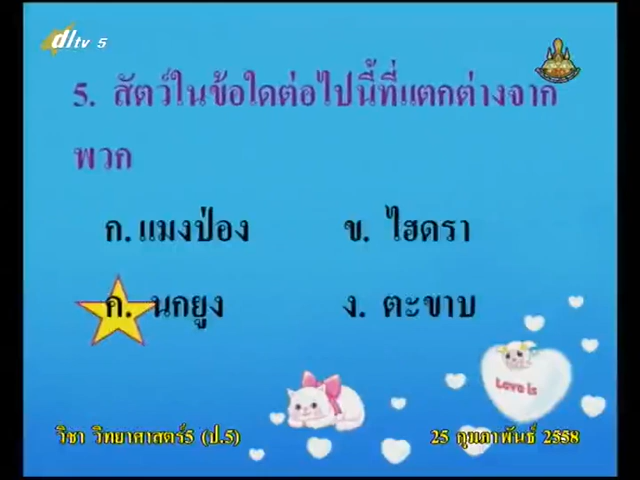 dltv 5
5. สัตว์ในข้อใดต่อไปนี้ที่แตกต่างจาก
พวก
ก. แมงป่อง ข. ไฮดรา
ค. นกยูง ง. ตะขาบ
Love is
วิชา วิทยาศาสตร์5 (ป.5) 25 กุมภาพันธ์ 2558